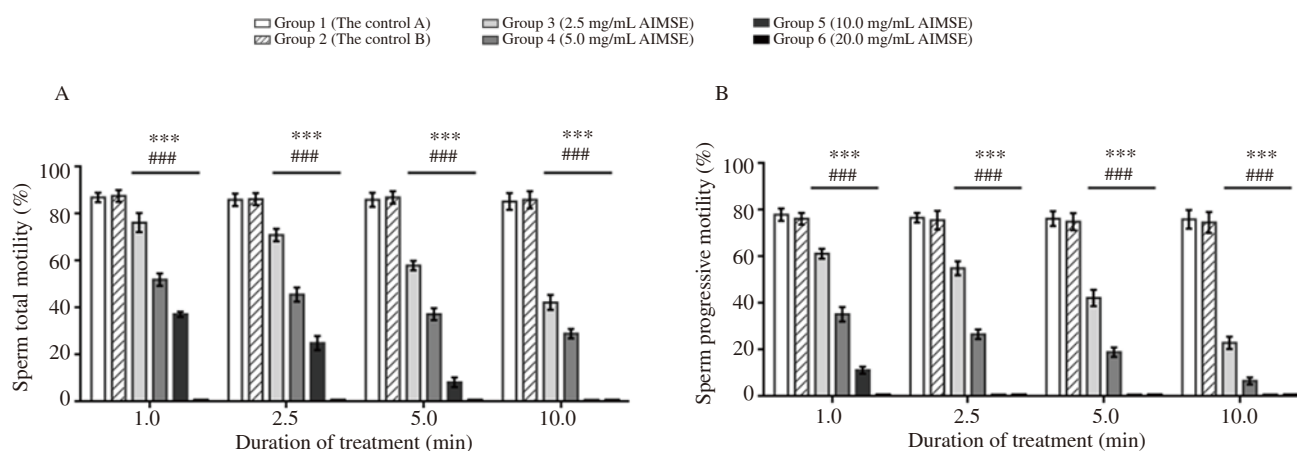 Group 1 (The control A) Group 3 (2.5 mg/mL AIMSE) Group 5 (10.0 mg/mL AIMSE)
Group 2 (The control B) Group 4 (5.0 mg/mL AIMSE) Group 6 (20.0 mg/mL AIMSE)
A
*** *** *** ***
### ### ### ###
Sperm total motility (%)
100
80
60
40
20
0
1.0 2.5 5.0 10.0
Duration of treatment (min)
B
*** *** *** ***
### ### ### ###
Sperm progressive motility (%)
100
80
60
40
20
0
1.0 2.5 5.0 10.0
Duration of treatment (min)